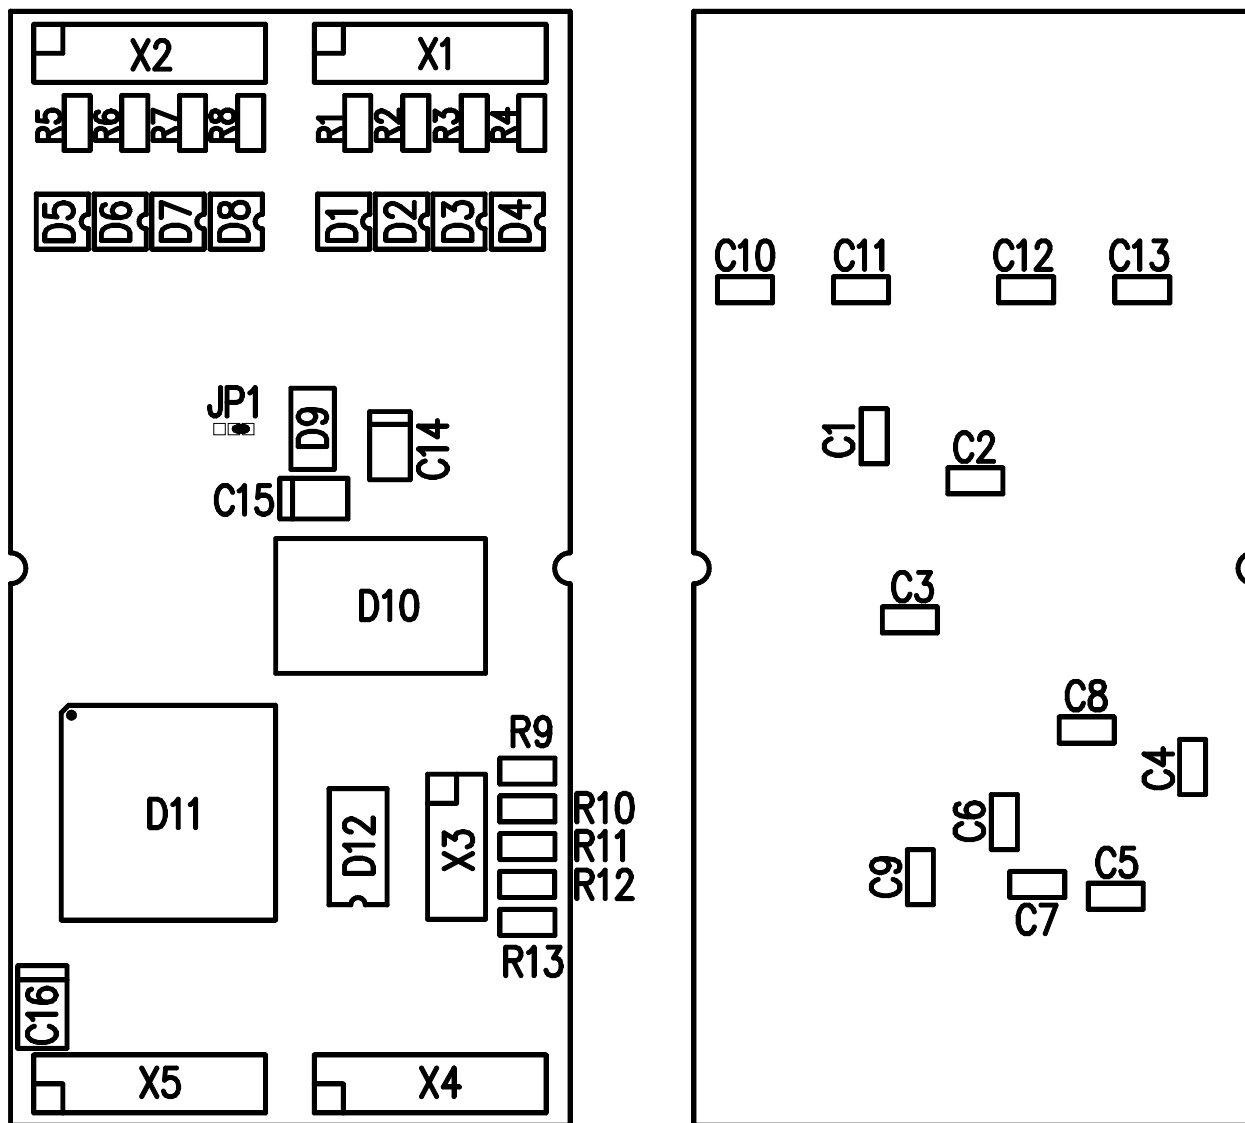 X2 X1
R5 R6 R7 R8 R1 R2 R3 R4
D5 D6 D7 D8 D1 D2 D3 D4
JP1 D9 C14
C15
D10
R9
D11 D12 X3 R10
R11
R12
R13
C16
X5 X4
C10 C11 C12 C13
C1 C2
C3
C8
C4
C6
C9 C5
C7